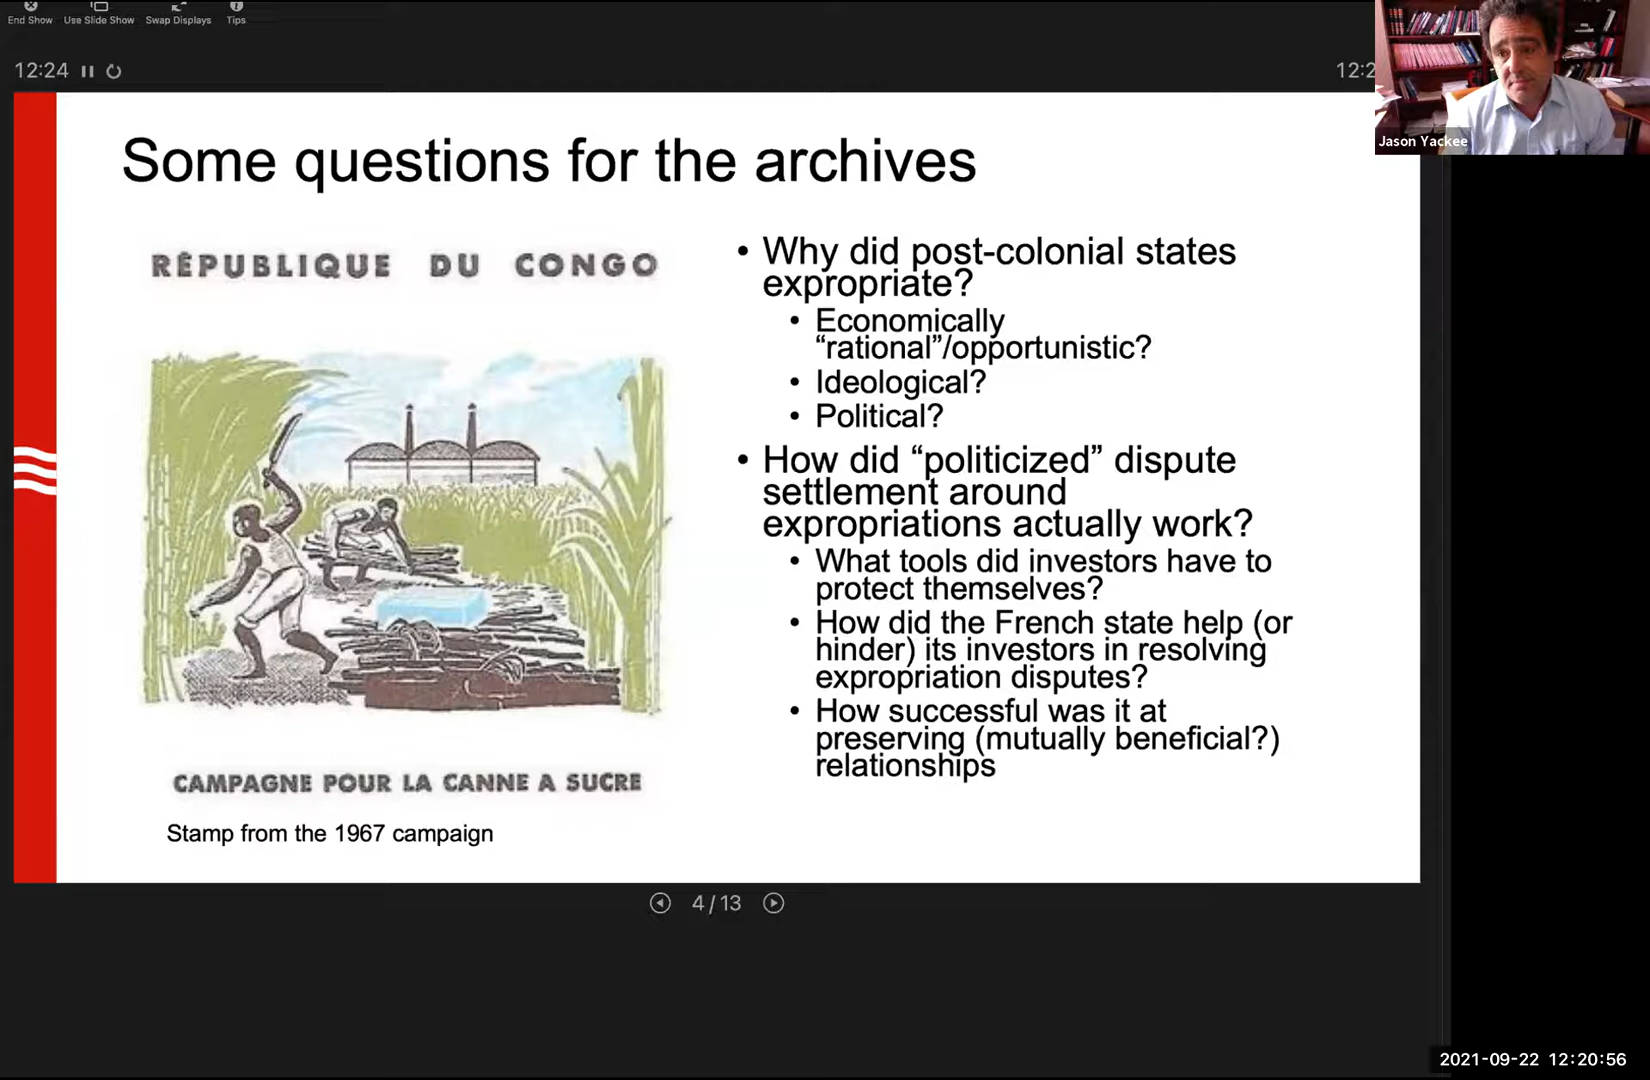 End Show Use Slide Show Swap Displays Tips
12:24
12:2
Jason Yackee
Some questions for the archives
RÉPUBLIQUE DU CONGO
CAMPAGNE POUR LA CANNE A SUCRE
Stamp from the 1967 campaign
• Why did post-colonial states
expropriate?
• Economically
“rational”/opportunistic?
• Ideological?
• Political?
• How did “politicized” dispute
settlement around
expropriations actually work?
• What tools did investors have to
protect themselves?
• How did the French state help (or
hinder) its investors in resolving
expropriation disputes?
• How successful was it at
preserving (mutually beneficial?)
relationships
4/13
2021-09-22 12:20:56